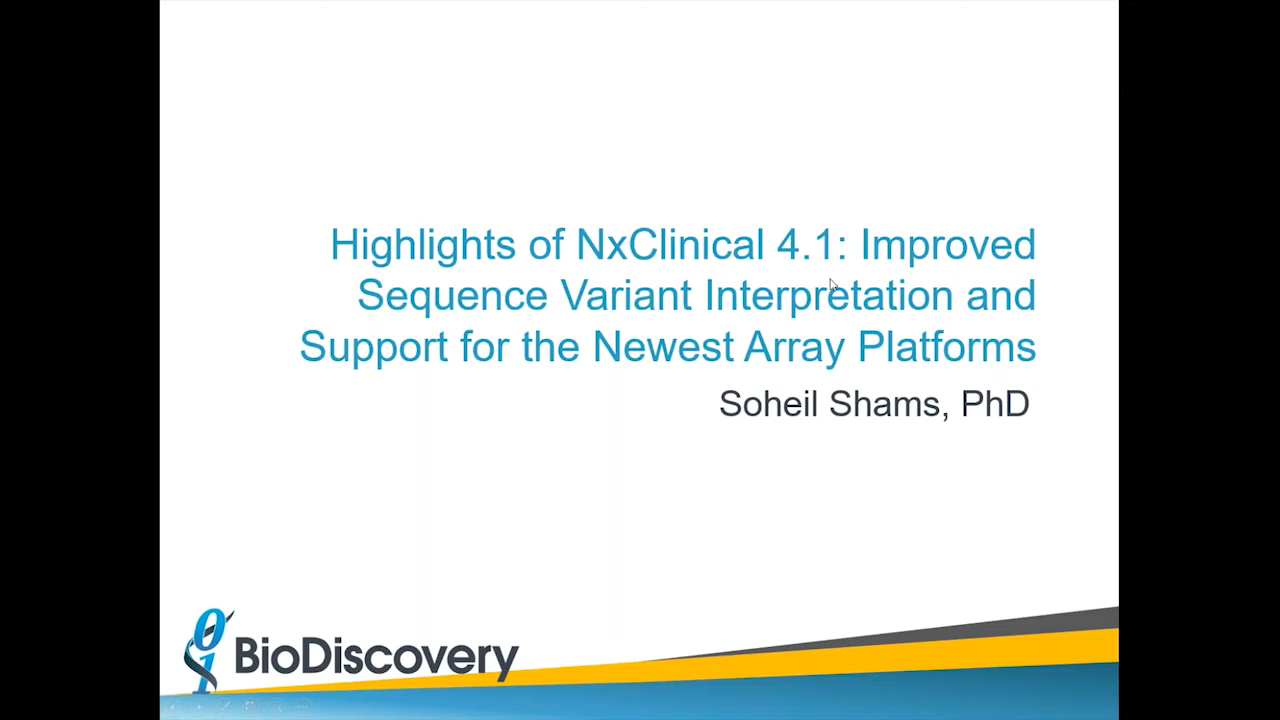 Highlights of NxClinical 4.1: Improved
Sequence Variant Interpretation and
Support for the Newest Array Platforms
Soheil Shams, PhD
BioDiscovery